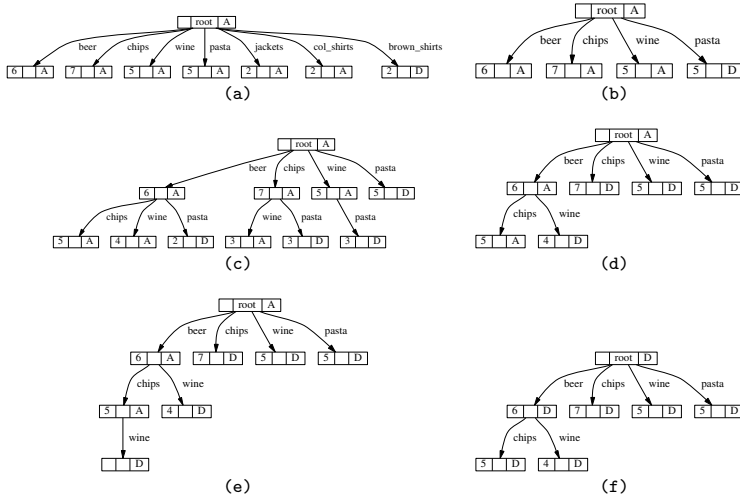 root A
beer chips wine pasta jackets col_shirts brown_shirts
6 A 7 A 5 A 5 A 2 A 2 A 2 D
(a)
root A
beer chips wine pasta
6 A 7 A 5 A 5 D
(b)
root A
beer chips wine pasta
6 A 7 A 5 A 5 D
chips wine pasta wine pasta pasta
5 A 4 A 2 D 3 A 3 D 3 D
(c)
root A
beer chips wine pasta
6 A 7 D 5 D 5 D
chips wine
5 A 4 D
(d)
root A
beer chips wine pasta
6 A 7 D 5 D 5 D
chips wine
5 A 4 D
wine
D
(e)
root D
beer chips wine pasta
6 D 7 D 5 D 5 D
chips wine
5 D 4 D
(f)